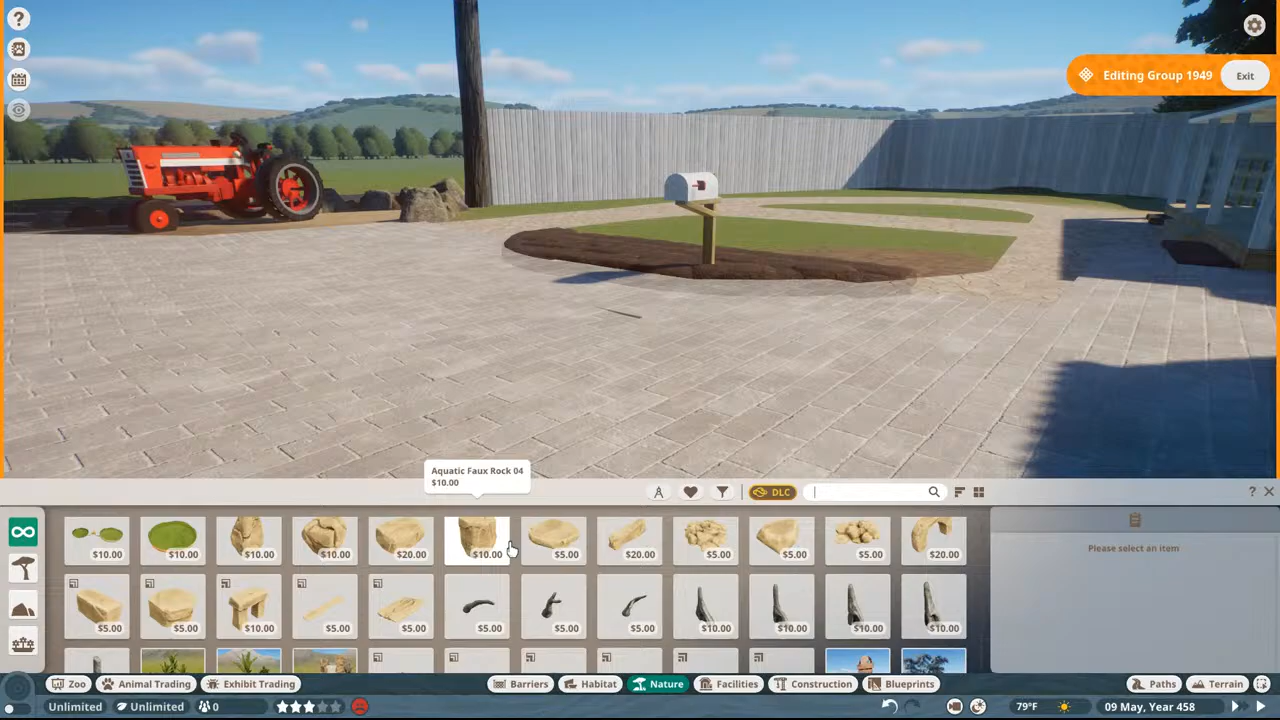 ?
Editing Group 1949
Exit
Aquatic Faux Rock 04
$10.00
DLC
?
$10.00 $10.00 $10.00 $10.00 $20.00 $10.00 $5.00 $20.00 $5.00 $5.00 $5.00 $20.00
Please select an item
$5.00 $5.00 $10.00 $5.00 $5.00 $5.00 $5.00 $5.00 $10.00 $10.00 $10.00 $10.00
Zoo Animal Trading Exhibit Trading Barriers Habitat Nature Facilities Construction Blueprints Paths Terrain
Unlimited Unlimited 0 79°F 09 May, Year 458